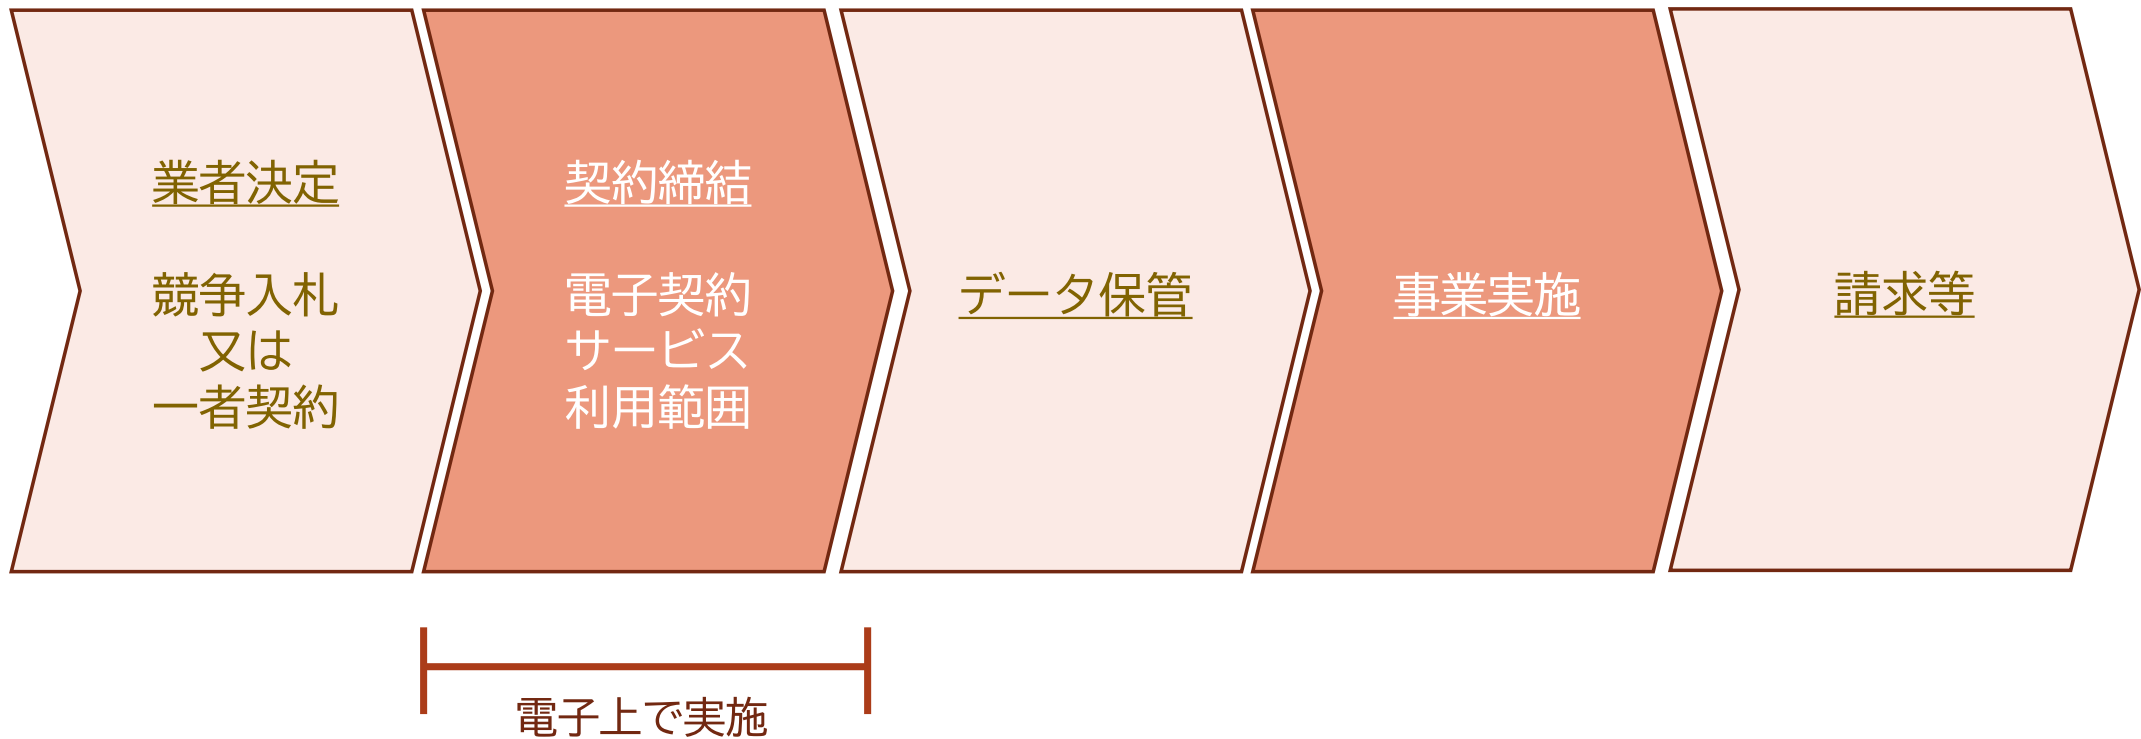 業者決定
競争入札
又は
一者契約
契約締結
電子契約
サービス
利用範囲
データ保管
事業実施
請求等
電子上で実施